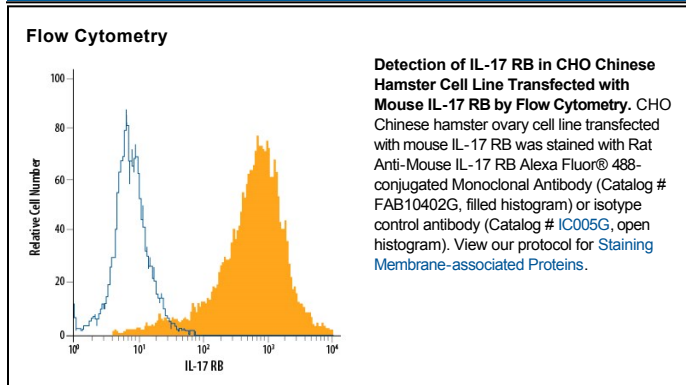 Flow Cytometry
100
80
60
40
20
0
Relative Cell Number
10⁰ 10¹ 10² 10³ 10⁴
IL-17 RB
Detection of IL-17 RB in CHO Chinese
Hamster Cell Line Transfected with
Mouse IL-17 RB by Flow Cytometry. CHO
Chinese hamster ovary cell line transfected
with mouse IL-17 RB was stained with Rat
Anti-Mouse IL-17 RB Alexa Fluor® 488-
conjugated Monoclonal Antibody (Catalog #
FAB10402G, filled histogram) or isotype
control antibody (Catalog # IC005G, open
histogram). View our protocol for Staining
Membrane-associated Proteins.